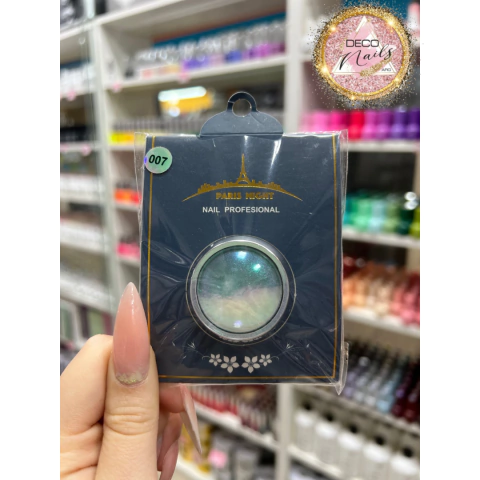 DECO
Nails
007
PARIS NIGHT
NAIL PROFESIONAL